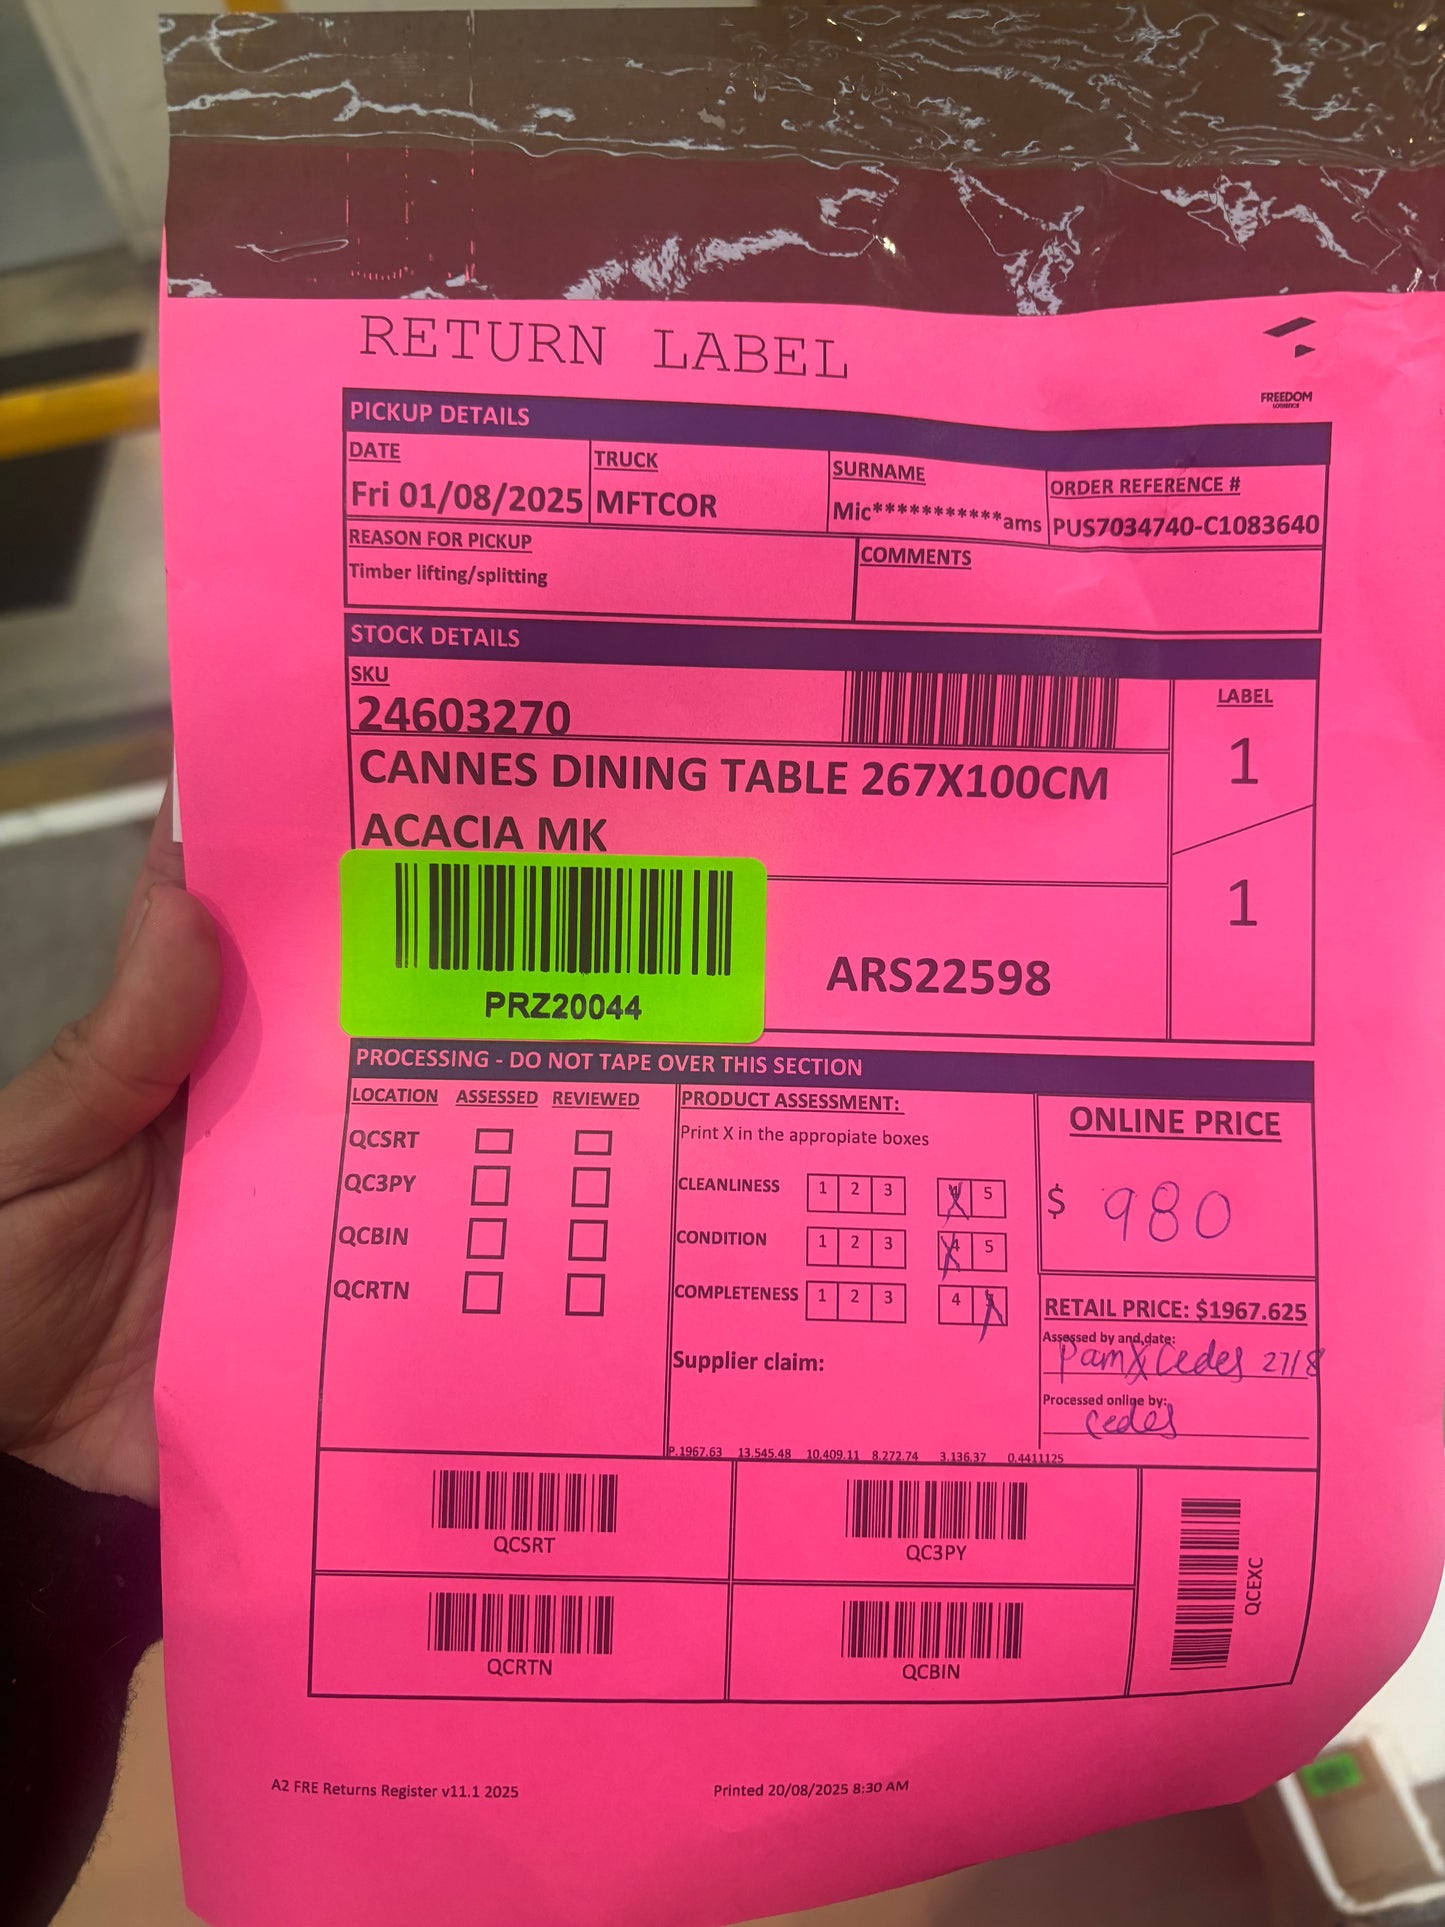 RETURN LABEL
FREEDOM
LOGISTICS
PICKUP DETAILS
DATE TRUCK SURNAME ORDER REFERENCE #
Fri 01/08/2025 MFTCOR Mic***********ams PUS7034740-C1083640
REASON FOR PICKUP COMMENTS
Timber lifting/splitting
STOCK DETAILS
SKU LABEL
24603270
CANNES DINING TABLE 267X100CM 1
ACACIA MK
1
PRZ20044 ARS22598
PROCESSING - DO NOT TAPE OVER THIS SECTION
LOCATION ASSESSED REVIEWED PRODUCT ASSESSMENT: ONLINE PRICE
Print X in the appropiate boxes
QCSRT
QC3PY CLEANLINESS 1 2 3 4 5 $ 980
QCBIN CONDITION 1 2 3 4 5
QCRTN COMPLETENESS 1 2 3 4
RETAIL PRICE: $1967.625
Assessed by and date:
Supplier claim: Pam X Cedes 27/8
Processed online by:
cedes
P.1967.63 13,545.48 10,409.11 8,272.74 3,136.37 0.4411125
QCSRT QC3PY QCEXC
QCRTN QCBIN
A2 FRE Returns Register v11.1 2025 Printed 20/08/2025 8:30 AM